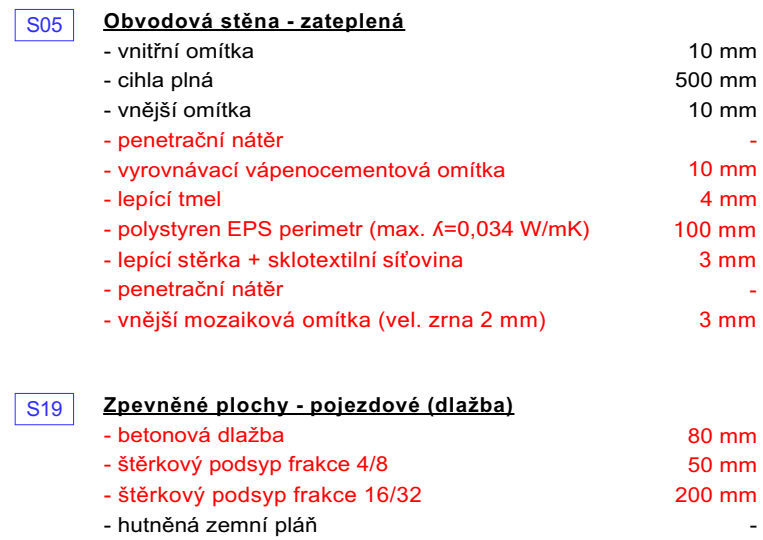 S05 Obvodová stěna - zateplená
- vnitřní omítka 10 mm
- cihla plná 500 mm
- vnější omítka 10 mm
- penetrační nátěr -
- vyrovnávací vápenocementová omítka 10 mm
- lepící tmel 4 mm
- polystyren EPS perimetr (max. ʎ=0,034 W/mK) 100 mm
- lepící stěrka + sklotextilní síťovina 3 mm
- penetrační nátěr -
- vnější mozaiková omítka (vel. zrna 2 mm) 3 mm
S19 Zpevněné plochy - pojezdové (dlažba)
- betonová dlažba 80 mm
- štěrkový podsyp frakce 4/8 50 mm
- štěrkový podsyp frakce 16/32 200 mm
- hutněná zemní pláň -